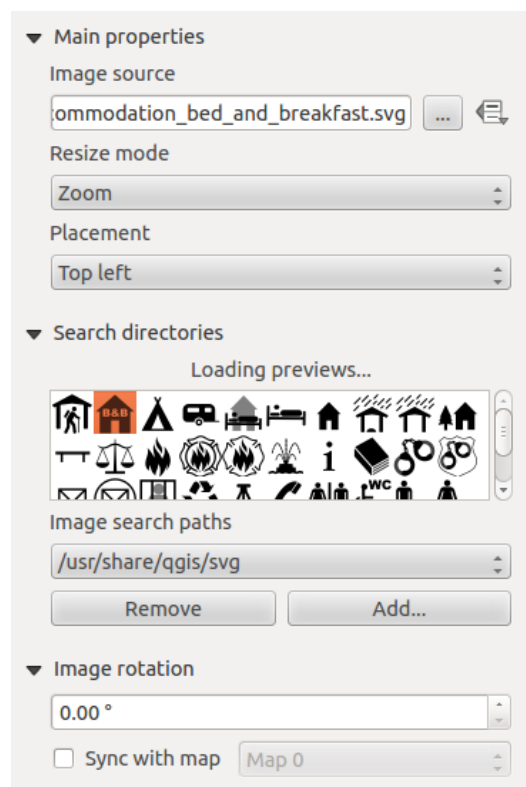 Main properties
Image source
ommodation_bed_and_breakfast.svg ...
Resize mode
Zoom
Placement
Top left
Search directories
Loading previews...
B&B
i
WC
Image search paths
/usr/share/qgis/svg
Remove Add...
Image rotation
0.00 °
Sync with map Map 0